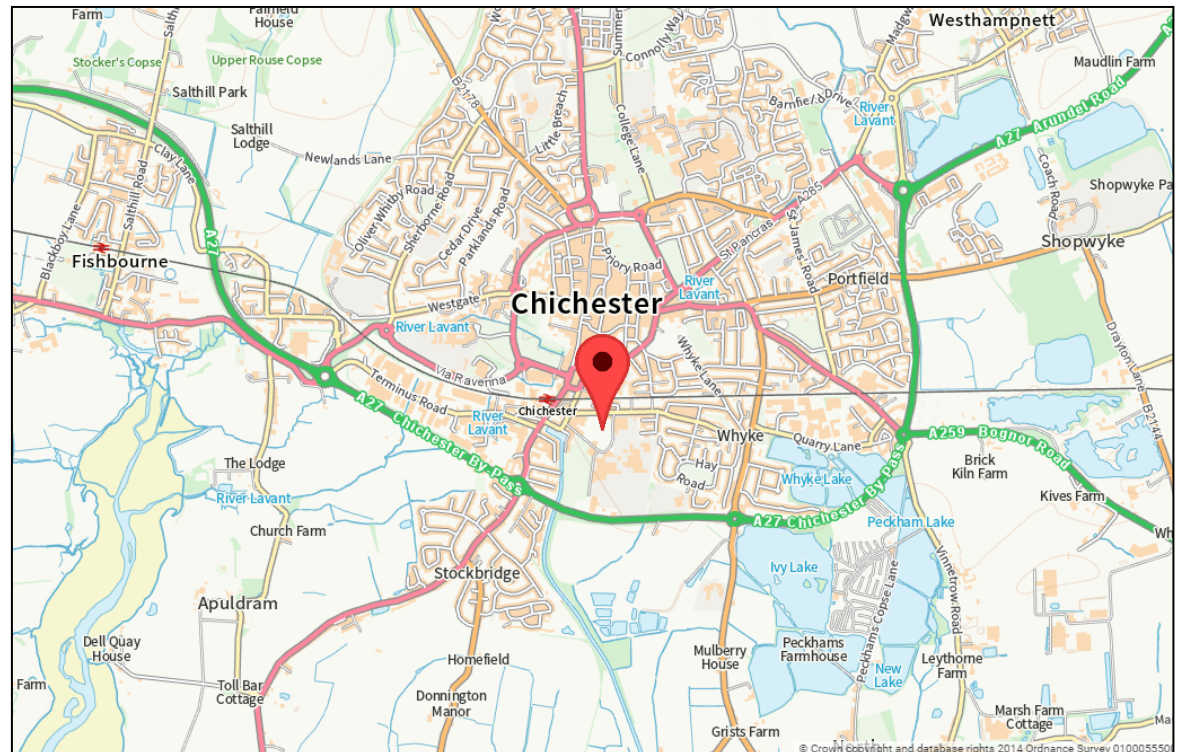 Farm
House
Stocker's Copse
Upper Rouse Copse
Salthill Park
Salthill
Lodge
Newlands Lane
Clay Lane
Salthill Road
Blackboy Lane
Fishbourne
A27
B2178
Little Breach
College Lane
Connolly Way
Barnfield Drive
Westhampnett
Maudlin Farm
River
Lavant
A27 Arundel Road
Coach Road
Shopwyke
Oliver Whitby Road
Sherborne Road
Cedar Drive
Parklands Road
Priory Road
St Pancras
A285
St James Road
Portfield
Westgate
Chichester
River
Lavant
River Lavant
Via Ravenna
Terminus Road
River
Lavant
Chichester
Whyke Lane
Whyke
Quarry Lane
Drayton Lane
B2144
A27 Chichester By-Pass
A259 Bognor Road
Brick
Kiln Farm
Kives Farm
Hay
Road
Whyke Lake
A27 Chichester By-Pass
Peckham Lake
The Lodge
River Lavant
Church Farm
Stockbridge
Ivy Lake
Vinnetrow Road
Peckhams Copse Lane
Apuldram
Dell Quay
House
Homefield
Mulberry
House
Peckhams
Farmhouse
New
Lake
Leythorne
Farm
Farm
Toll Bar
Cottage
Donnington
Manor
Grists Farm
Marsh Farm
Cottage
© Crown copyright and database rights 2014 Ordnance Survey